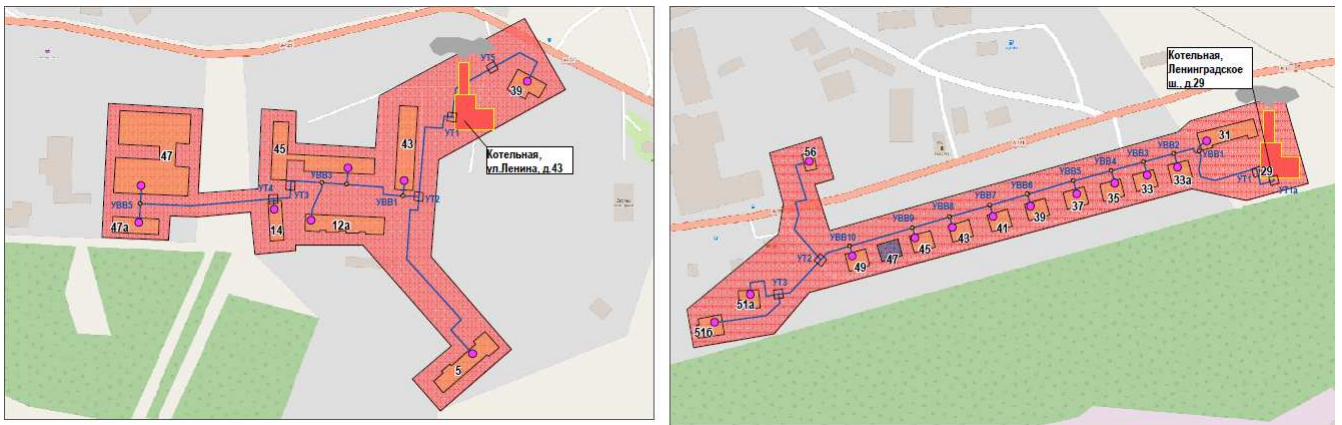 УТ5
39
43
УТ1
Котельная,
ул.Ленина, д.43
47
45
УВВ3
УТ4
УТ3
УВВ1
УТ2
УВВ5
47а
14
12а
5
Котельная,
Ленинградское
ш., д.29
56
31
УВВ1
УВВ2
УВВ3
УВВ4
УВВ5
УВВ6
УВВ7
УВВ8
УВВ9
УВВ10
УТ1
29
УТ1а
33а
33
35
37
39
41
43
45
47
49
УТ2
УТ3
51а
51б